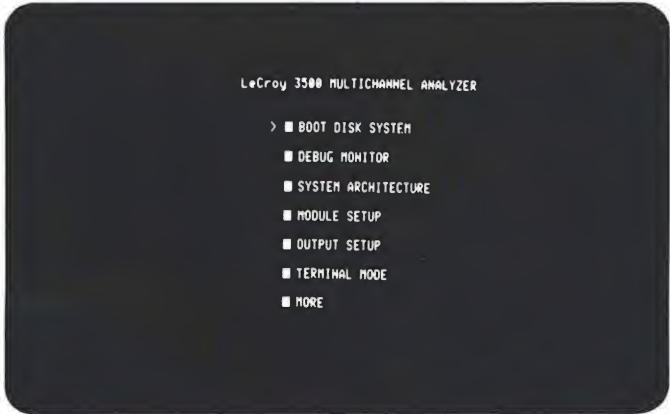 LeCroy 3500 MULTICHANNEL ANALYZER
> ■ BOOT DISK SYSTEM
■ DEBUG MONITOR
■ SYSTEM ARCHITECTURE
■ MODULE SETUP
■ OUTPUT SETUP
■ TERMINAL MODE
■ MORE